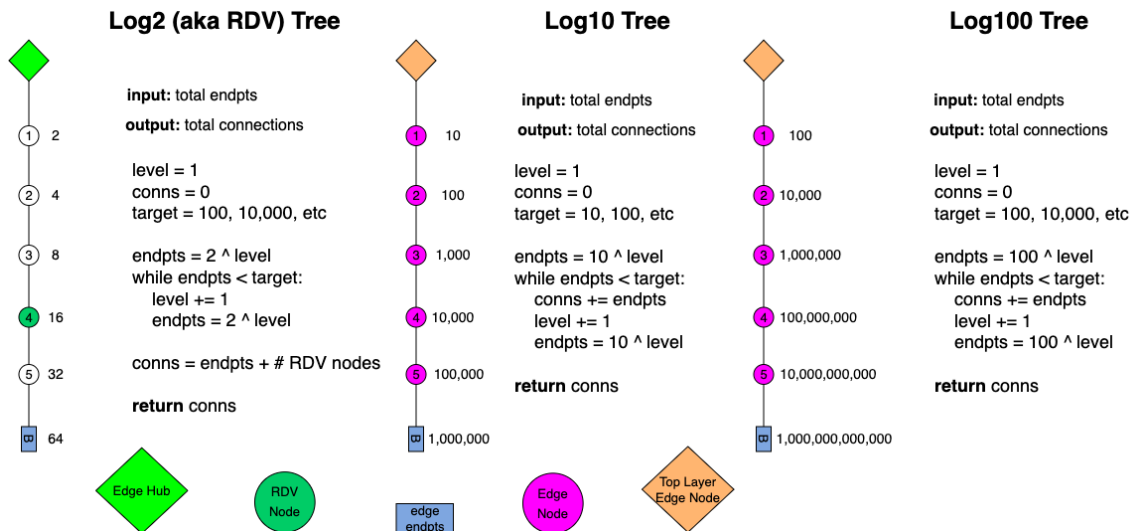 Log2 (aka RDV) Tree
input: total endpts
output: total connections
level = 1
conns = 0
target = 100, 10,000, etc
endpts = 2 ^ level
while endpts < target:
level += 1
endpts = 2 ^ level
conns = endpts + # RDV nodes
return conns
1 2
2 4
3 8
4 16
5 32
B 64
Log10 Tree
input: total endpts
output: total connections
level = 1
conns = 0
target = 10, 100, etc
endpts = 10 ^ level
while endpts < target:
conns += endpts
level += 1
endpts = 10 ^ level
return conns
1 10
2 100
3 1,000
4 10,000
5 100,000
B 1,000,000
Log100 Tree
input: total endpts
output: total connections
level = 1
conns = 0
target = 100, 10,000, etc
endpts = 100 ^ level
while endpts < target:
conns += endpts
level += 1
endpts = 100 ^ level
return conns
1 100
2 10,000
3 1,000,000
4 100,000,000
5 10,000,000,000
B 1,000,000,000,000
Edge Hub
RDV
Node
edge
endpts
Edge
Node
Top Layer
Edge Node